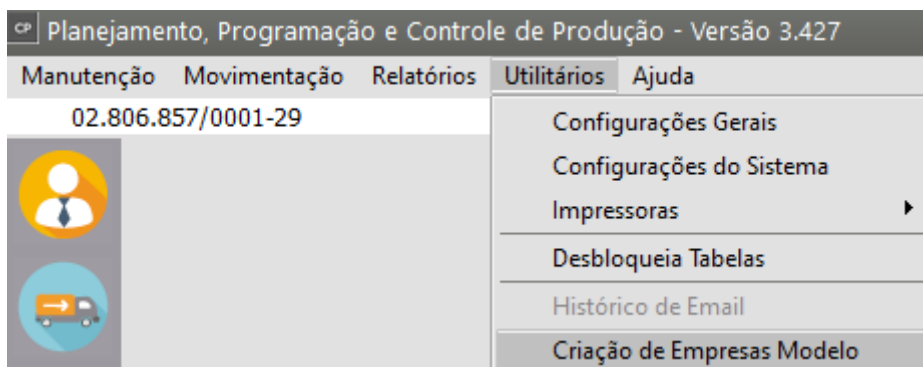 CP Planejamento, Programação e Controle de Produção - Versão 3.427
Manutenção Movimentação Relatórios Utilitários Ajuda
02.806.857/0001-29
Configurações Gerais
Configurações do Sistema
Impressoras
Desbloqueia Tabelas
Histórico de Email
Criação de Empresas Modelo